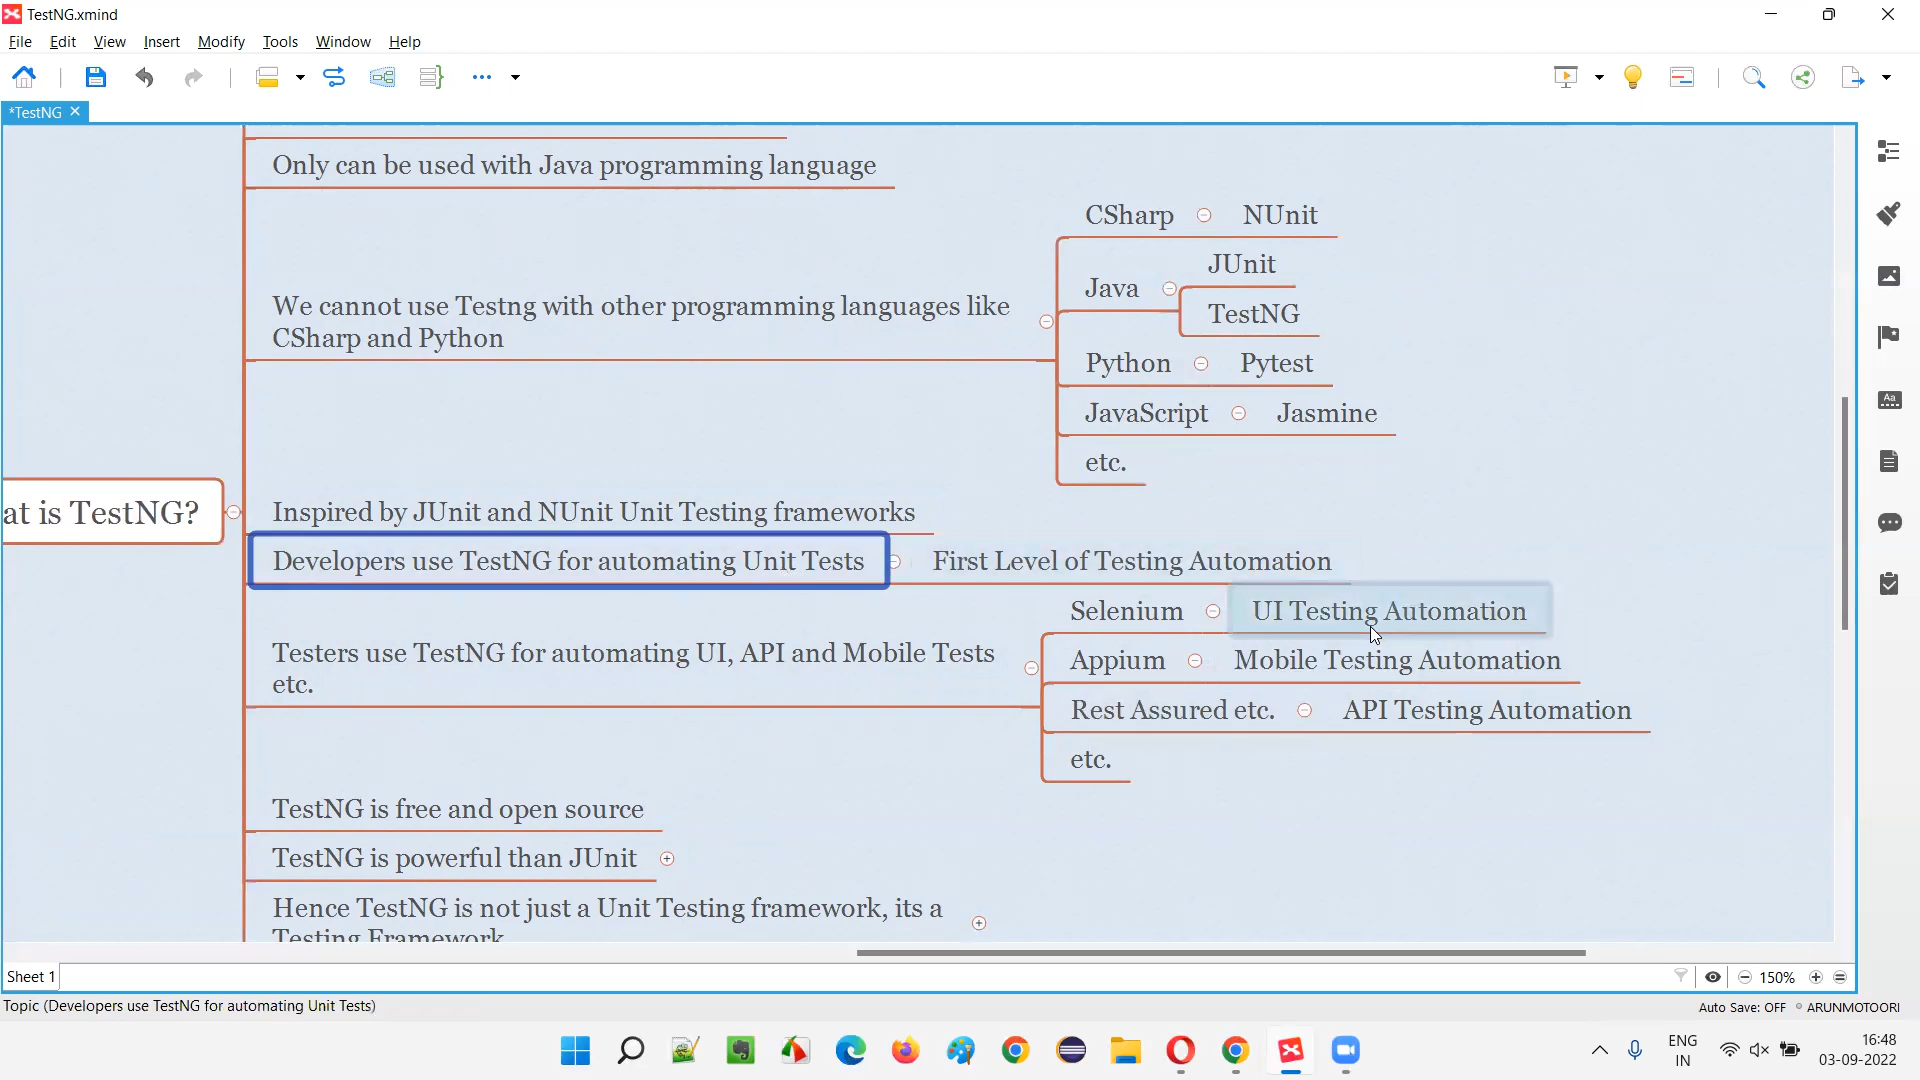 TestNG.xmind
File Edit View Insert Modify Tools Window Help
*TestNG
Only can be used with Java programming language
CSharp NUnit
JUnit
Java
TestNG
We cannot use Testng with other programming languages like
CSharp and Python
Python Pytest
JavaScript Jasmine
etc.
at is TestNG?
Inspired by JUnit and NUnit Unit Testing frameworks
Developers use TestNG for automating Unit Tests First Level of Testing Automation
Selenium UI Testing Automation
Testers use TestNG for automating UI, API and Mobile Tests
etc.
Appium Mobile Testing Automation
Rest Assured etc. API Testing Automation
etc.
TestNG is free and open source
TestNG is powerful than JUnit
Hence TestNG is not just a Unit Testing framework, its a
Testing Framework
Sheet 1
150%
Topic (Developers use TestNG for automating Unit Tests)
Auto Save: OFF ARUNMOTOORI
ENG
IN
16:48
03-09-2022